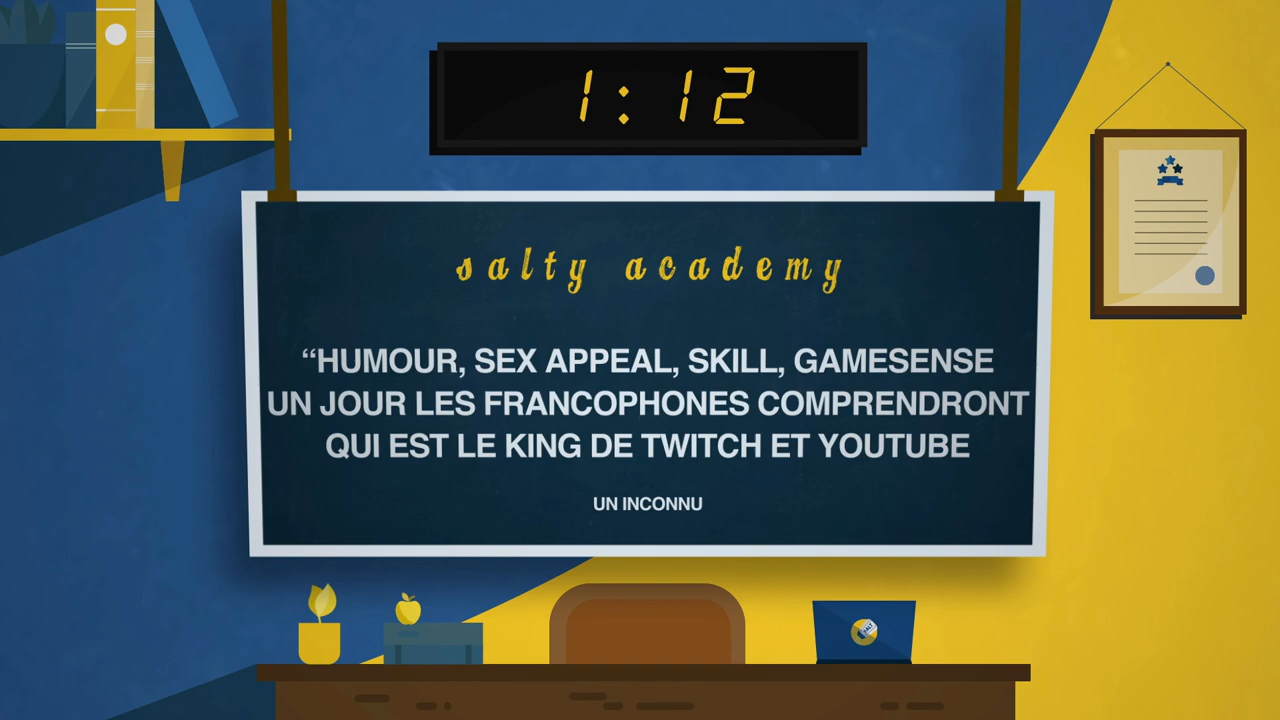 1:12
salty academy
“HUMOUR, SEX APPEAL, SKILL, GAMESENSE
UN JOUR LES FRANCOPHONES COMPRENDRONT
QUI EST LE KING DE TWITCH ET YOUTUBE
UN INCONNU
SALT